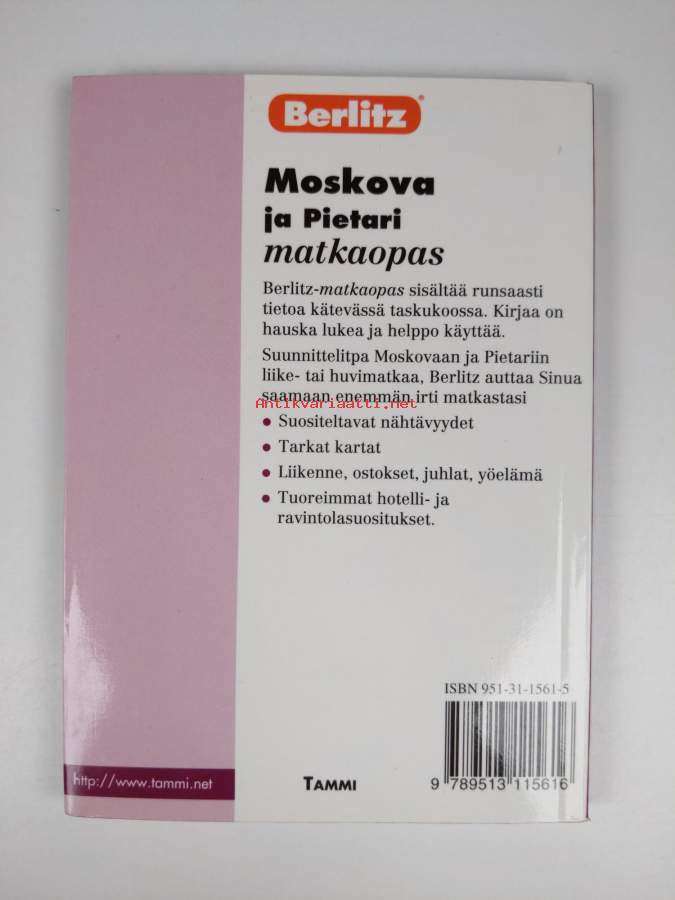 Berlitz®
Moskova
ja Pietari
matkaopas
Berlitz-matkaopas sisältää runsaasti
tietoa kätevässä taskukoossa. Kirjaa on
hauska lukea ja helppo käyttää.
Suunnittelitpa Moskovaan ja Pietariin
liike- tai huvimatkaa, Berlitz auttaa Sinua
saamaan enemmän irti matkastasi
Antikvariaatti.net
• Suositeltavat nähtävyydet
• Tarkat kartat
• Liikenne, ostokset, juhlat, yöelämä
• Tuoreimmat hotelli- ja
ravintolasuositukset.
ISBN 951-31-1561-5
9 789513 115616
http://www.tammi.net
TAMMI